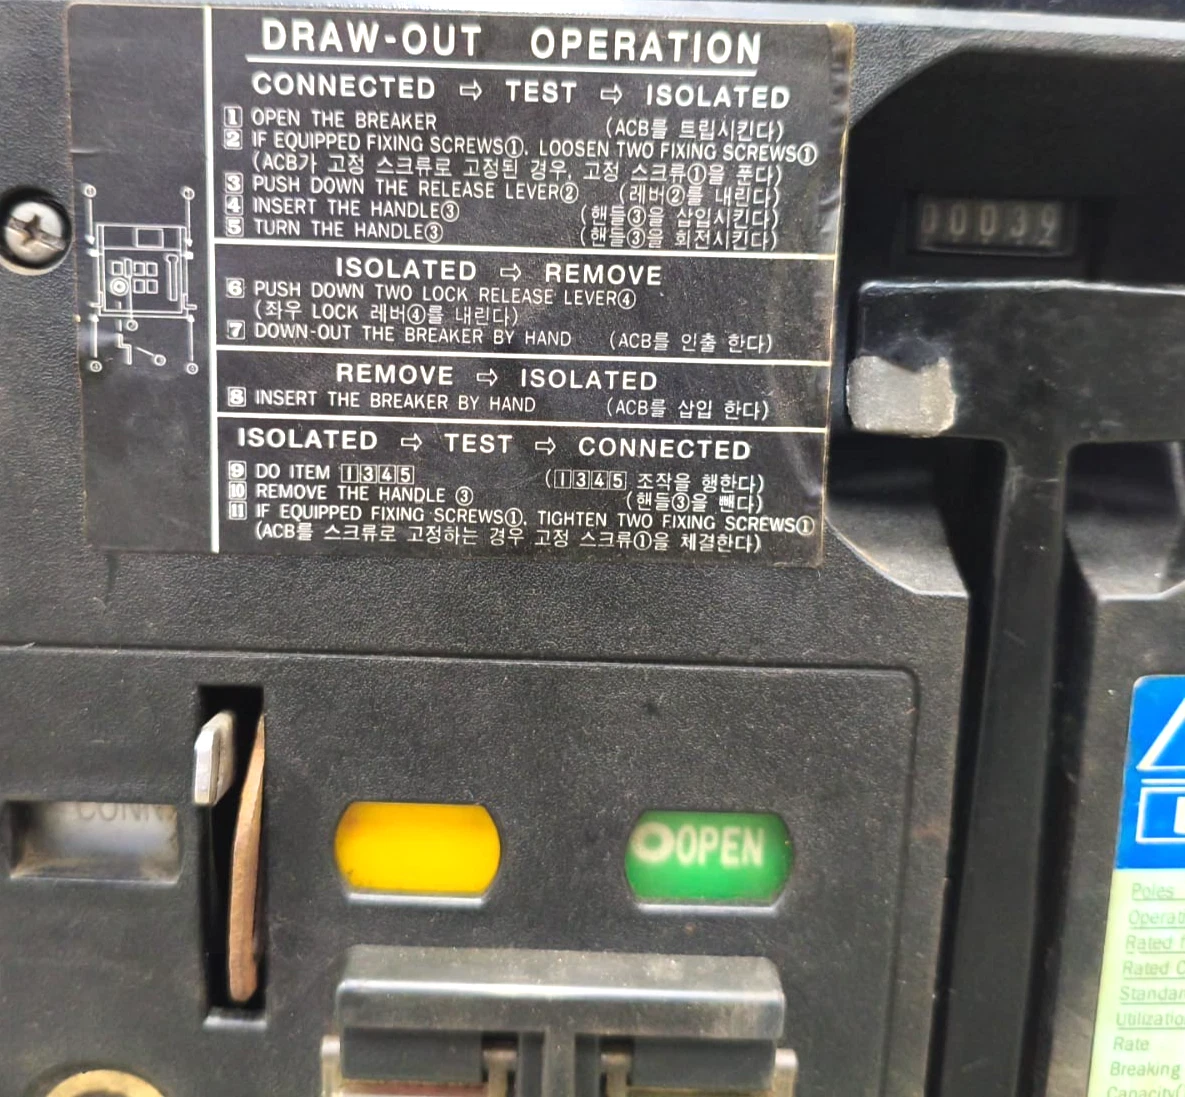 DRAW-OUT OPERATION
CONNECTED ⇨ TEST ⇨ ISOLATED
1 OPEN THE BREAKER (ACB를 트립시킨다)
2 IF EQUIPPED FIXING SCREWS①. LOOSEN TWO FIXING SCREWS①
(ACB가 고정 스크류로 고정된 경우, 고정 스크류①을 푼다)
3 PUSH DOWN THE RELEASE LEVER② (레버②를 내린다)
4 INSERT THE HANDLE③ (핸들③을 삽입시킨다)
5 TURN THE HANDLE③ (핸들③을 회전시킨다)
ISOLATED ⇨ REMOVE
6 PUSH DOWN TWO LOCK RELEASE LEVER④
(좌우 LOCK 레버④를 내린다)
7 DOWN-OUT THE BREAKER BY HAND (ACB를 인출 한다)
REMOVE ⇨ ISOLATED
8 INSERT THE BREAKER BY HAND (ACB를 삽입 한다)
ISOLATED ⇨ TEST ⇨ CONNECTED
9 DO ITEM 1345 (1345 조작을 행한다)
10 REMOVE THE HANDLE ③ (핸들③을 뺀다)
11 IF EQUIPPED FIXING SCREWS①. TIGHTEN TWO FIXING SCREWS①
(ACB를 스크류로 고정하는 경우 고정 스크류①을 체결한다)
00039
CONN
OPEN
Poles
Operati
Rated
Rated C
Standar
Utilizatio
Rate
Breaking
Capacity(